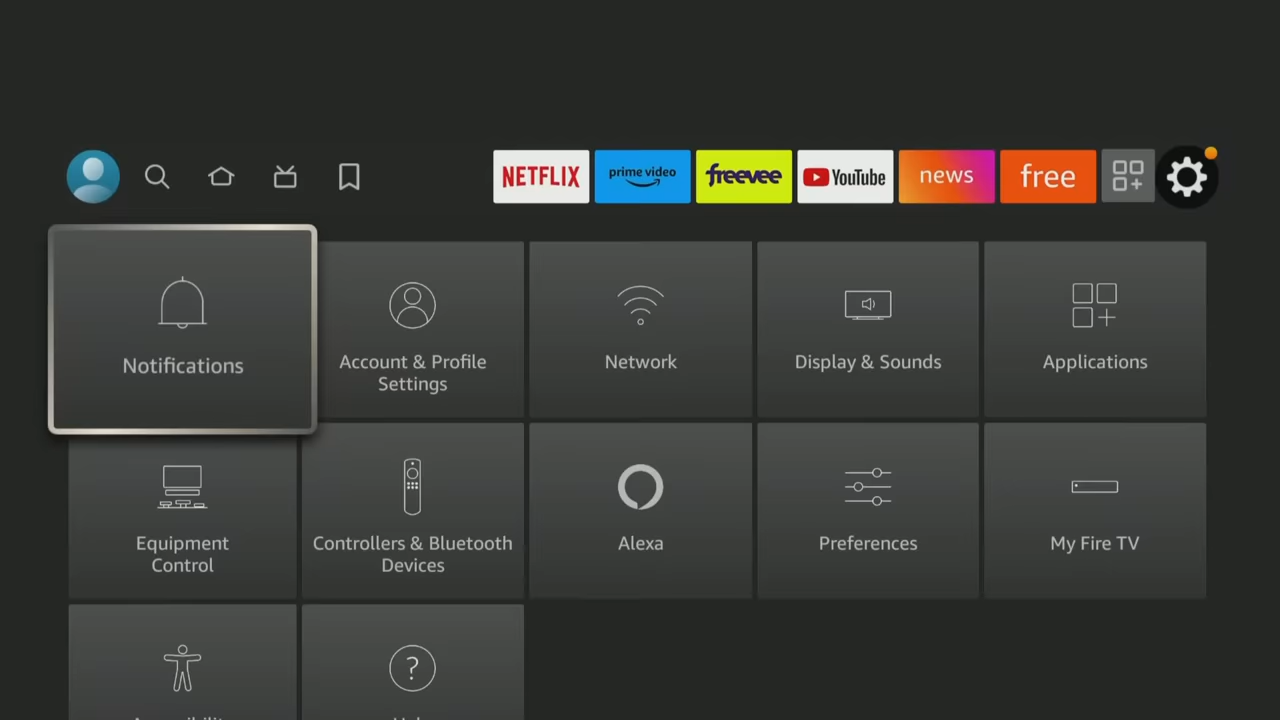 NETFLIX
prime video
freevee
YouTube
news
free
Notifications
Account & Profile
Settings
Network
Display & Sounds
Applications
Equipment
Control
Controllers & Bluetooth
Devices
Alexa
Preferences
My Fire TV
?